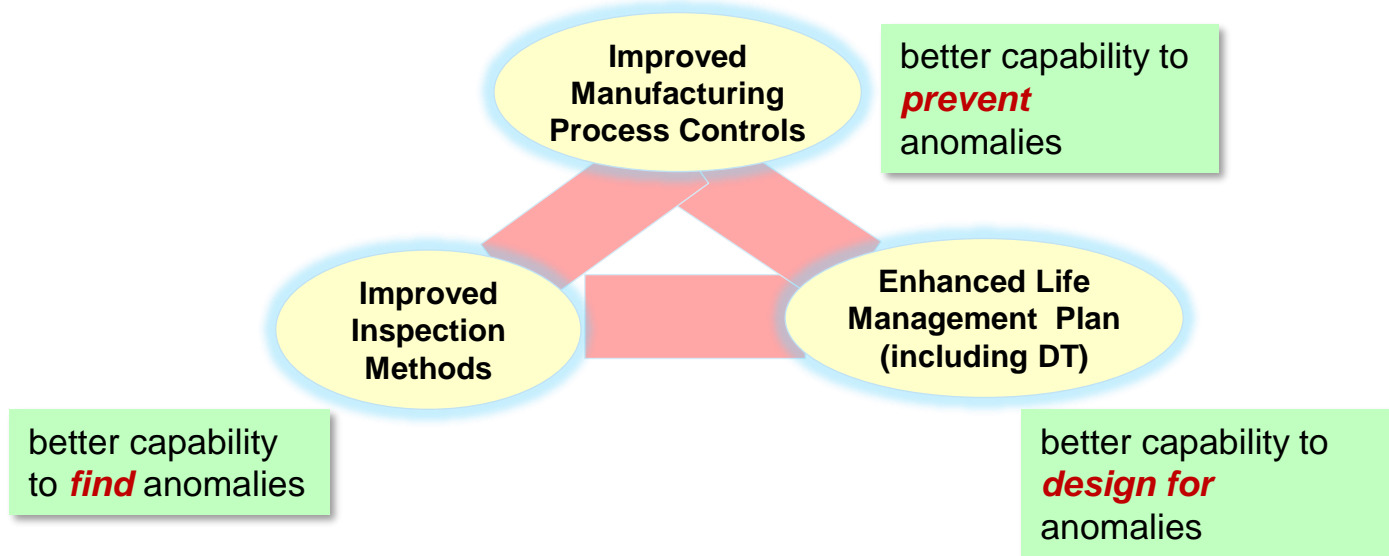 Improved
Manufacturing
Process Controls
better capability to
prevent
anomalies
Improved
Inspection
Methods
Enhanced Life
Management Plan
(including DT)
better capability
to find anomalies
better capability to
design for
anomalies